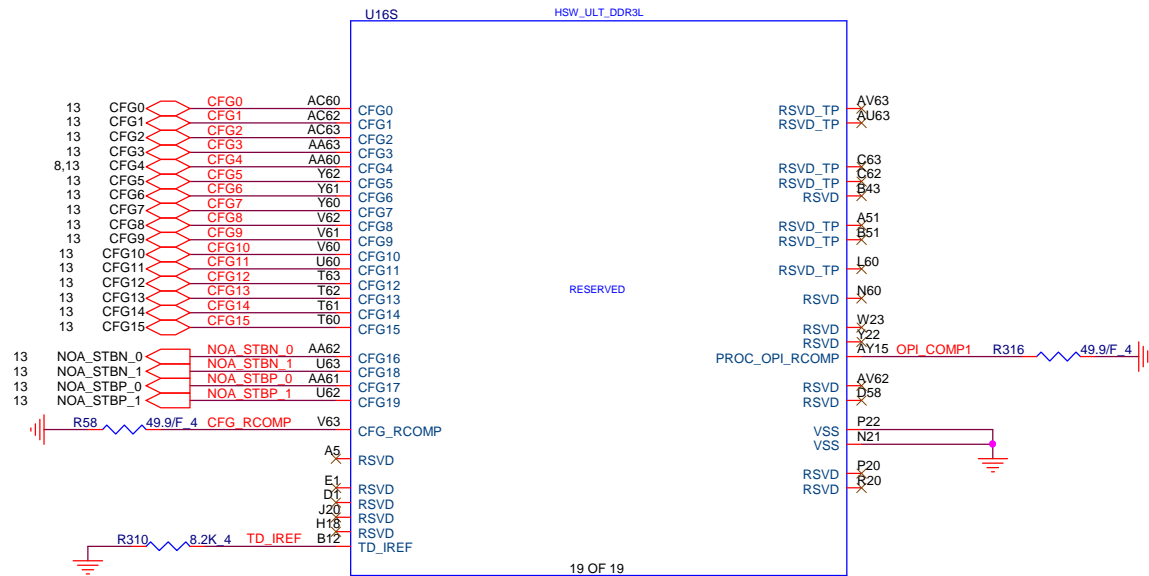 U16S HSW_ULT_DDR3L
13 CFG0 CFG0 AC60 CFG0
13 CFG1 CFG1 AC62 CFG1
13 CFG2 CFG2 AC63 CFG2
13 CFG3 CFG3 AA63 CFG3
8,13 CFG4 CFG4 AA60 CFG4
13 CFG5 CFG5 Y62 CFG5
13 CFG6 CFG6 Y61 CFG6
13 CFG7 CFG7 Y60 CFG7
13 CFG8 CFG8 V62 CFG8
13 CFG9 CFG9 V61 CFG9
13 CFG10 CFG10 V60 CFG10
13 CFG11 CFG11 U60 CFG11
13 CFG12 CFG12 T63 CFG12
13 CFG13 CFG13 T62 CFG13
13 CFG14 CFG14 T61 CFG14
13 CFG15 CFG15 T60 CFG15
13 NOA_STBN_0 NOA_STBN_0 AA62 CFG16
13 NOA_STBN_1 NOA_STBN_1 U63 CFG18
13 NOA_STBP_0 NOA_STBP_0 AA61 CFG17
13 NOA_STBP_1 NOA_STBP_1 U62 CFG19
R58 49.9/F_4 CFG_RCOMP V63 CFG_RCOMP
A5 RSVD
E1 RSVD
D1 RSVD
J20 RSVD
H18 RSVD
R310 8.2K_4 TD_IREF B12 TD_IREF
RESERVED
RSVD_TP AV63
RSVD_TP AU63
RSVD_TP C63
RSVD_TP C62
RSVD B43
RSVD_TP A51
RSVD_TP B51
RSVD_TP L60
RSVD N60
RSVD W23
RSVD Y22
PROC_OPI_RCOMP AY15 OPI_COMP1 R316 49.9/F_4
RSVD AV62
RSVD D58
VSS P22
VSS N21
RSVD P20
RSVD R20
19 OF 19